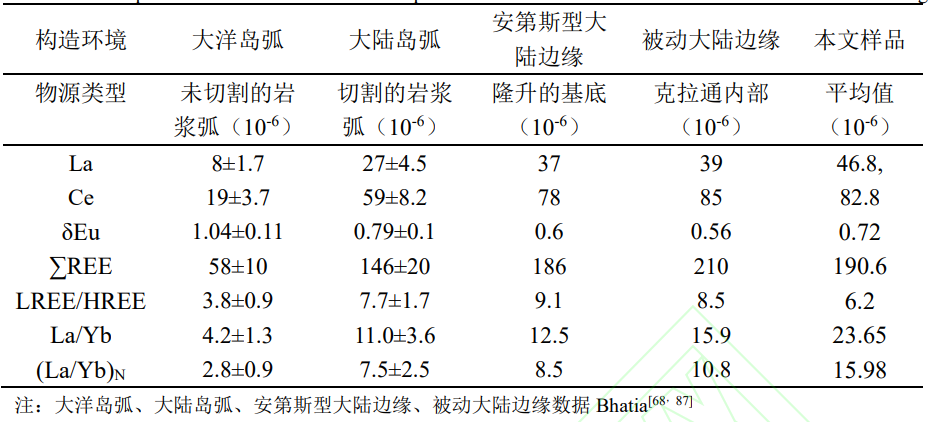 构造环境 大洋岛弧 大陆岛弧 安第斯型大陆边缘 被动大陆边缘 本文样品
物源类型 未切割的岩浆弧（10-6） 切割的岩浆弧（10-6） 隆升的基底（10-6） 克拉通内部（10-6） 平均值（10-6）
La 8±1.7 27±4.5 37 39 46.8,
Ce 19±3.7 59±8.2 78 85 82.8
δEu 1.04±0.11 0.79±0.1 0.6 0.56 0.72
∑REE 58±10 146±20 186 210 190.6
LREE/HREE 3.8±0.9 7.7±1.7 9.1 8.5 6.2
La/Yb 4.2±1.3 11.0±3.6 12.5 15.9 23.65
(La/Yb)N 2.8±0.9 7.5±2.5 8.5 10.8 15.98
注：大洋岛弧、大陆岛弧、安第斯型大陆边缘、被动大陆边缘数据 Bhatia[68，87]